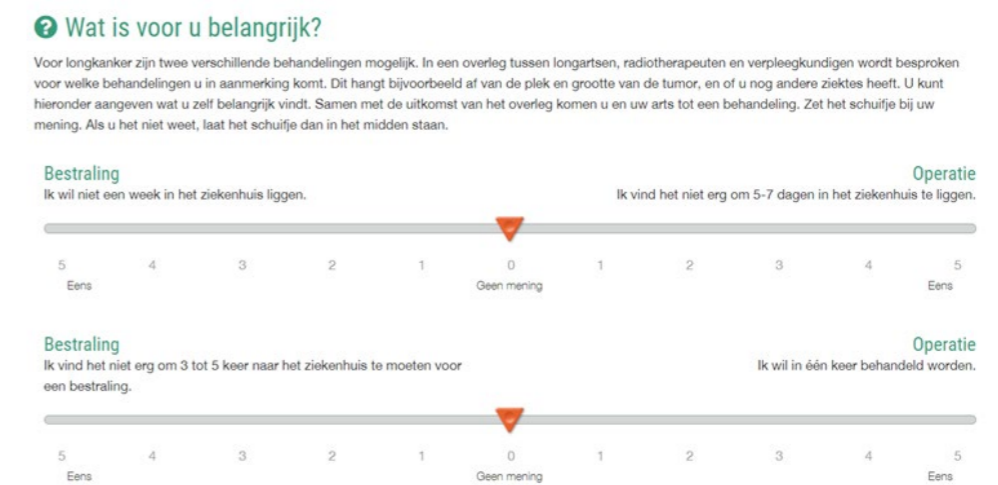 Wat is voor u belangrijk?
Voor longkanker zijn twee verschillende behandelingen mogelijk. In een overleg tussen longartsen, radiotherapeuten en verpleegkundigen wordt besproken
voor welke behandelingen u in aanmerking komt. Dit hangt bijvoorbeeld af van de plek en grootte van de tumor, en of u nog andere ziektes heeft. U kunt
hieronder aangeven wat u zelf belangrijk vindt. Samen met de uitkomst van het overleg komen u en uw arts tot een behandeling. Zet het schuifje bij uw
mening. Als u het niet weet, laat het schuifje dan in het midden staan.
Bestraling Operatie
Ik wil niet een week in het ziekenhuis liggen. Ik vind het niet erg om 5-7 dagen in het ziekenhuis te liggen.
5 4 3 2 1 0 1 2 3 4 5
Eens Geen mening Eens
Bestraling Operatie
Ik vind het niet erg om 3 tot 5 keer naar het ziekenhuis te moeten voor Ik wil in één keer behandeld worden.
een bestraling.
5 4 3 2 1 0 1 2 3 4 5
Eens Geen mening Eens